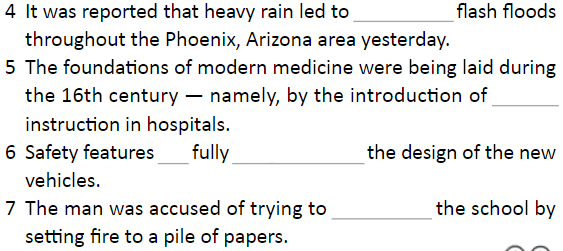 4 It was reported that heavy rain led to __________ flash floods
throughout the Phoenix, Arizona area yesterday.
5 The foundations of modern medicine were being laid during
the 16th century — namely, by the introduction of _______
instruction in hospitals.
6 Safety features ___ fully _____________ the design of the new
vehicles.
7 The man was accused of trying to __________ the school by
setting fire to a pile of papers.